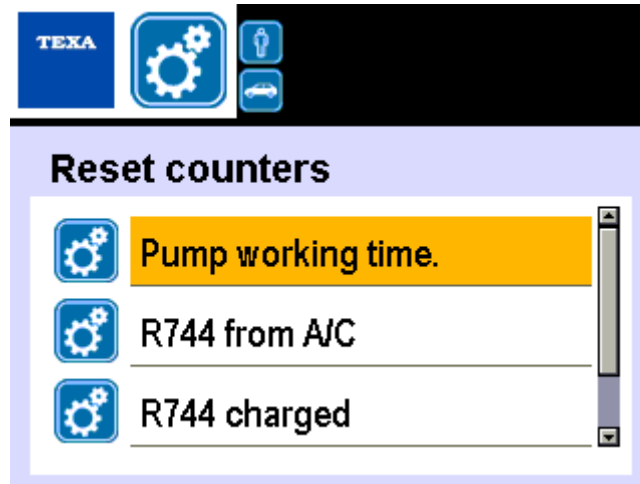 TEXA
Reset counters
Pump working time.
R744 from A/C
R744 charged